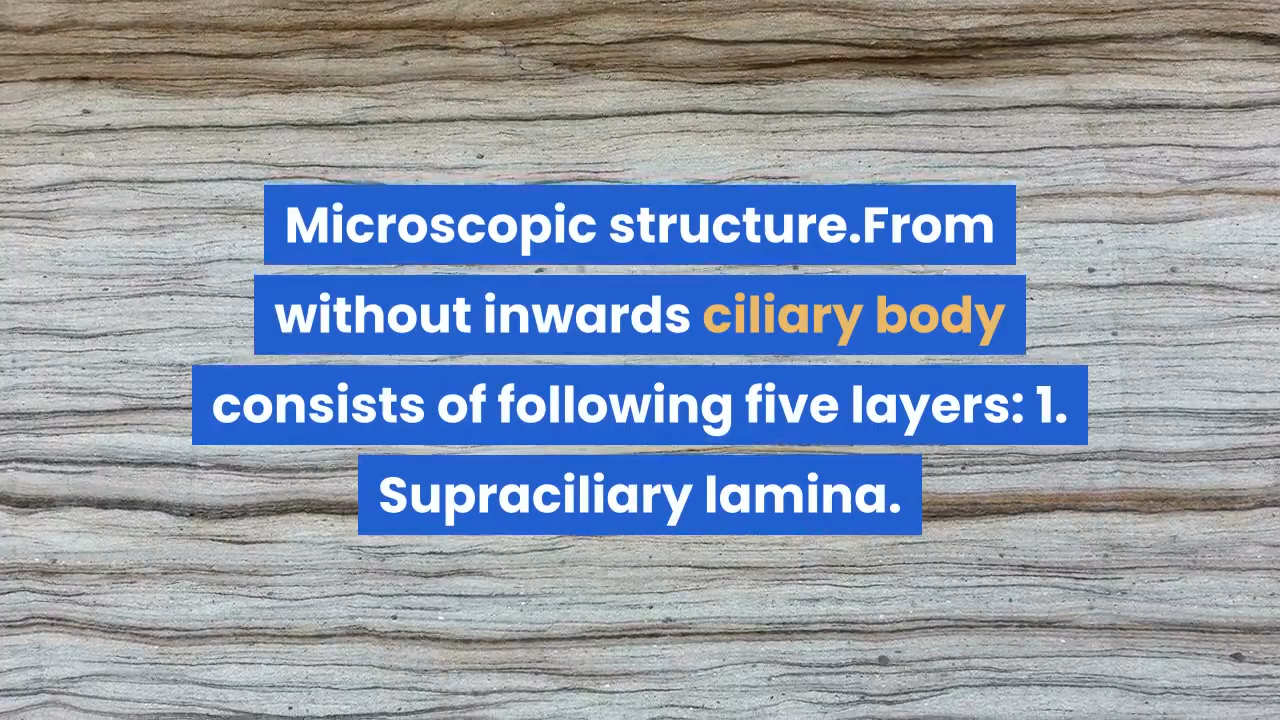 Microscopic structure.From
without inwards ciliary body
consists of following five layers: 1.
Supraciliary lamina.